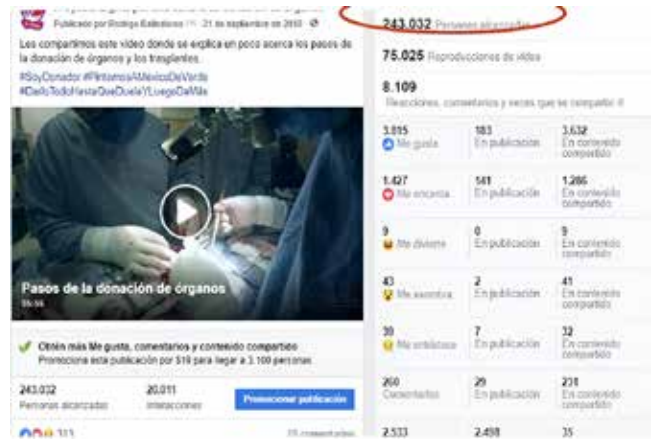 Publicado por Rodrigo Ballesteros 21 de septiembre de
Les compartimos este video donde se explica un poco acerca los pasos de
la donación de órganos y los trasplantes.
#SoyDonador #PintamosAMéxicoDeVerde
#DarloTodoHastaQueDuelaYLuegoDaMás
Pasos de la donación de órganos
Obtén más Me gusta, comentarios y contenido compartido
Promociona esta publicación por $19 para llegar a 3.100 personas.
243.032
Personas alcanzadas
20.011
Interacciones
Promocionar publicación
313
comentarios
243.032 Personas alcanzadas
75.025 Reproducciones de video
8.109
Reacciones, comentarios y veces que se compartió
3.815
Me gusta
183
En publicación
3.632
En contenido
compartido
1.427
Me encanta
141
En publicación
1.286
En contenido
compartido
9
Me divierte
0
En publicación
9
En contenido
compartido
43
Me asombra
2
En publicación
41
En contenido
compartido
39
Me entristece
7
En publicación
32
En contenido
compartido
260
Comentarios
29
En publicación
231
En contenido
compartido
2.533
2.498
35